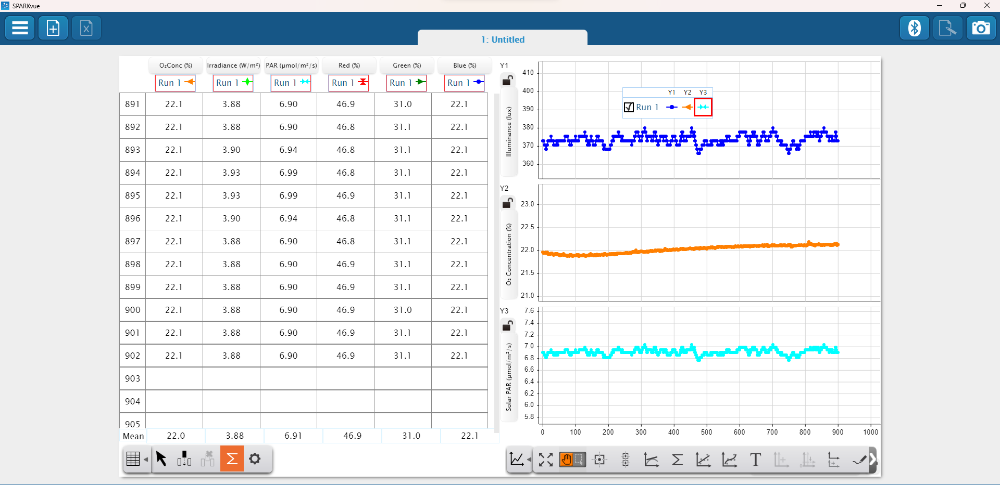 SPARKvue
1: Untitled
O₂Conc (%) Irradiance (W/m²) PAR (µmol/m²/s) Red (%) Green (%) Blue (%)
Run 1 Run 1 Run 1 Run 1 Run 1 Run 1
891 22.1 3.88 6.90 46.9 31.0 22.1
892 22.1 3.88 6.90 46.8 31.1 22.1
893 22.1 3.90 6.94 46.8 31.1 22.1
894 22.1 3.93 6.99 46.8 31.1 22.1
895 22.1 3.93 6.99 46.9 31.1 22.1
896 22.1 3.90 6.94 46.8 31.1 22.1
897 22.1 3.88 6.90 46.8 31.1 22.1
898 22.1 3.88 6.90 46.9 31.1 22.1
899 22.1 3.88 6.90 46.9 31.1 22.1
900 22.1 3.88 6.90 46.9 31.0 22.1
901 22.1 3.88 6.90 46.9 31.1 22.1
902 22.1 3.88 6.90 46.9 31.1 22.1
903
904
905
Mean 22.0 3.88 6.91 46.9 31.0 22.1
Y1
Illuminance (lux)
410
400
390
380
370
360
Y1 Y2 Y3
Run 1
Y2
O₂ Concentration (%)
23.0
22.5
22.0
21.5
21.0
Y3
Solar PAR (µmol/m²/s)
7.6
7.4
7.2
7.0
6.8
6.6
6.4
6.2
6.0
5.8
0 100 200 300 400 500 600 700 800 900 1000